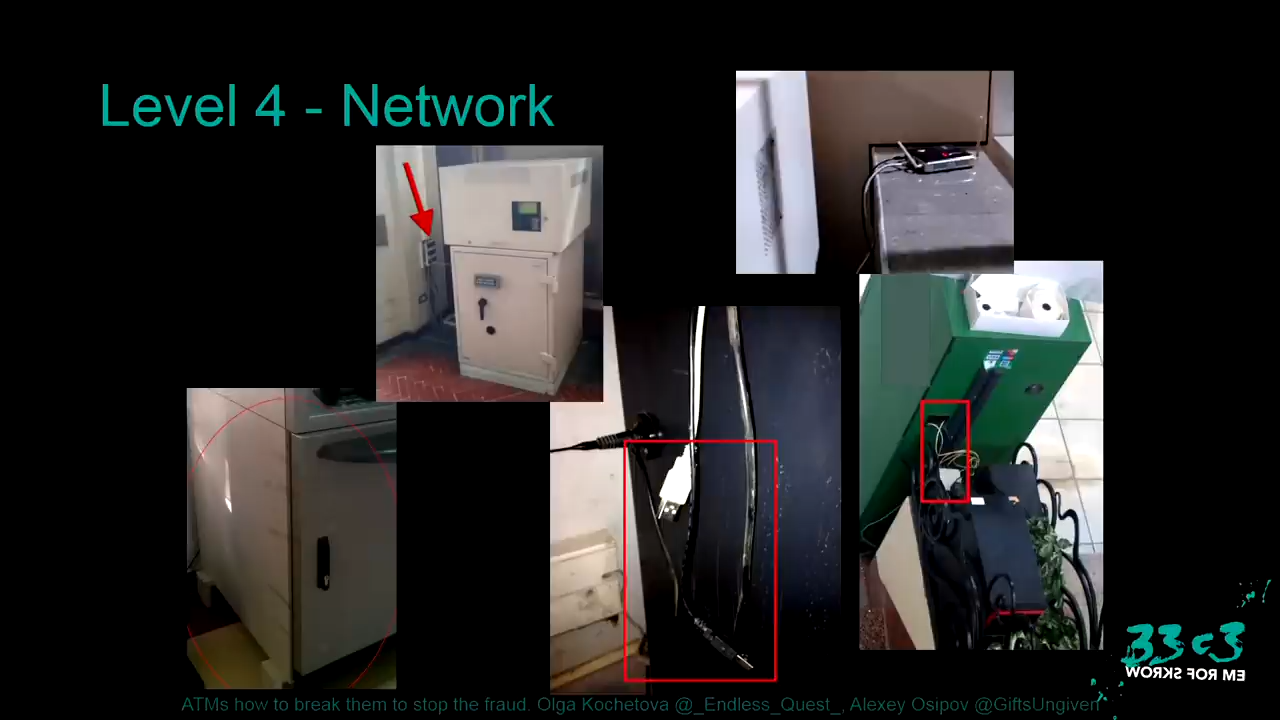 Level 4 - Network
33c3
WORKS FOR ME
ATMs how to break them to stop the fraud. Olga Kochetova @_Endless_Quest_, Alexey Osipov @GiftsUngiven